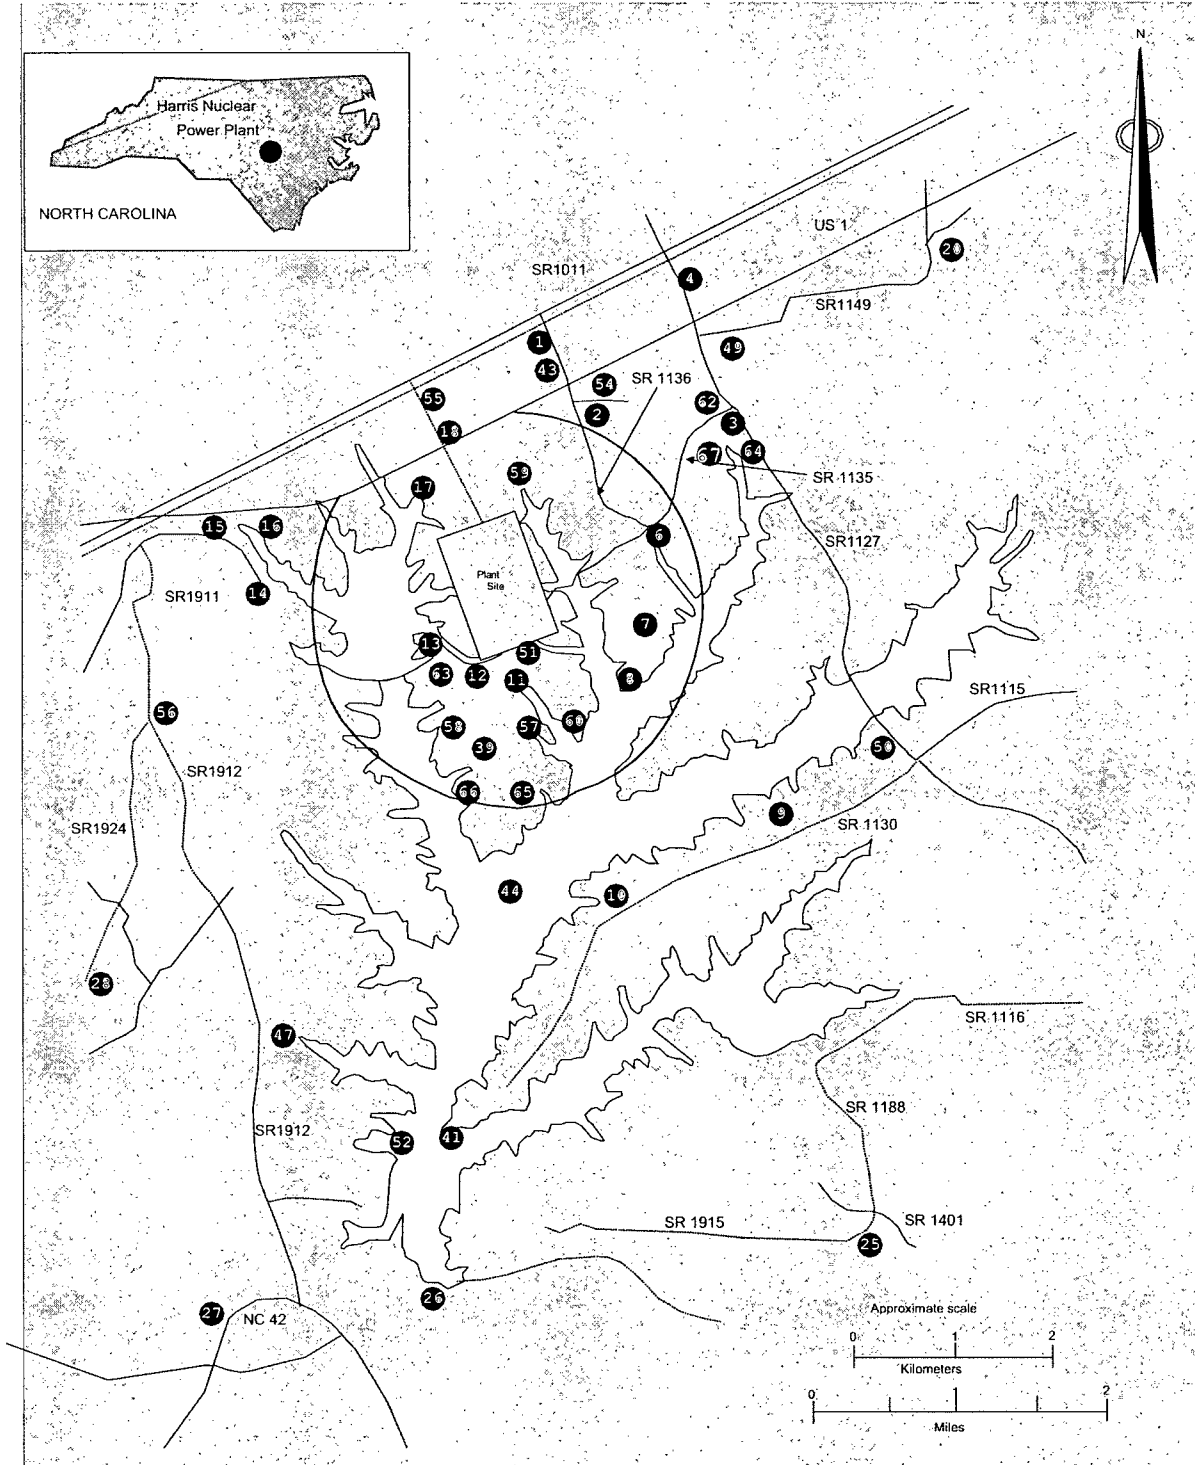 N
Harris Nuclear
Power Plant
NORTH CAROLINA
US 1
20
SR1011
4
SR1149
1
49
43
54
SR 1136
55
62
2
3
18
64
67
59
SR 1135
17
15
16
6
SR1127
Plant
Site
14
SR1911
7
13
51
63
12
11
8
SR1115
56
60
58
57
39
50
SR1912
66
65
9
SR1924
SR 1130
44
10
28
SR 1116
47
SR 1188
SR1912
41
52
SR 1915
SR 1401
25
26
27
NC 42
Approximate scale
0 1 2
Kilometers
0 1 2
Miles